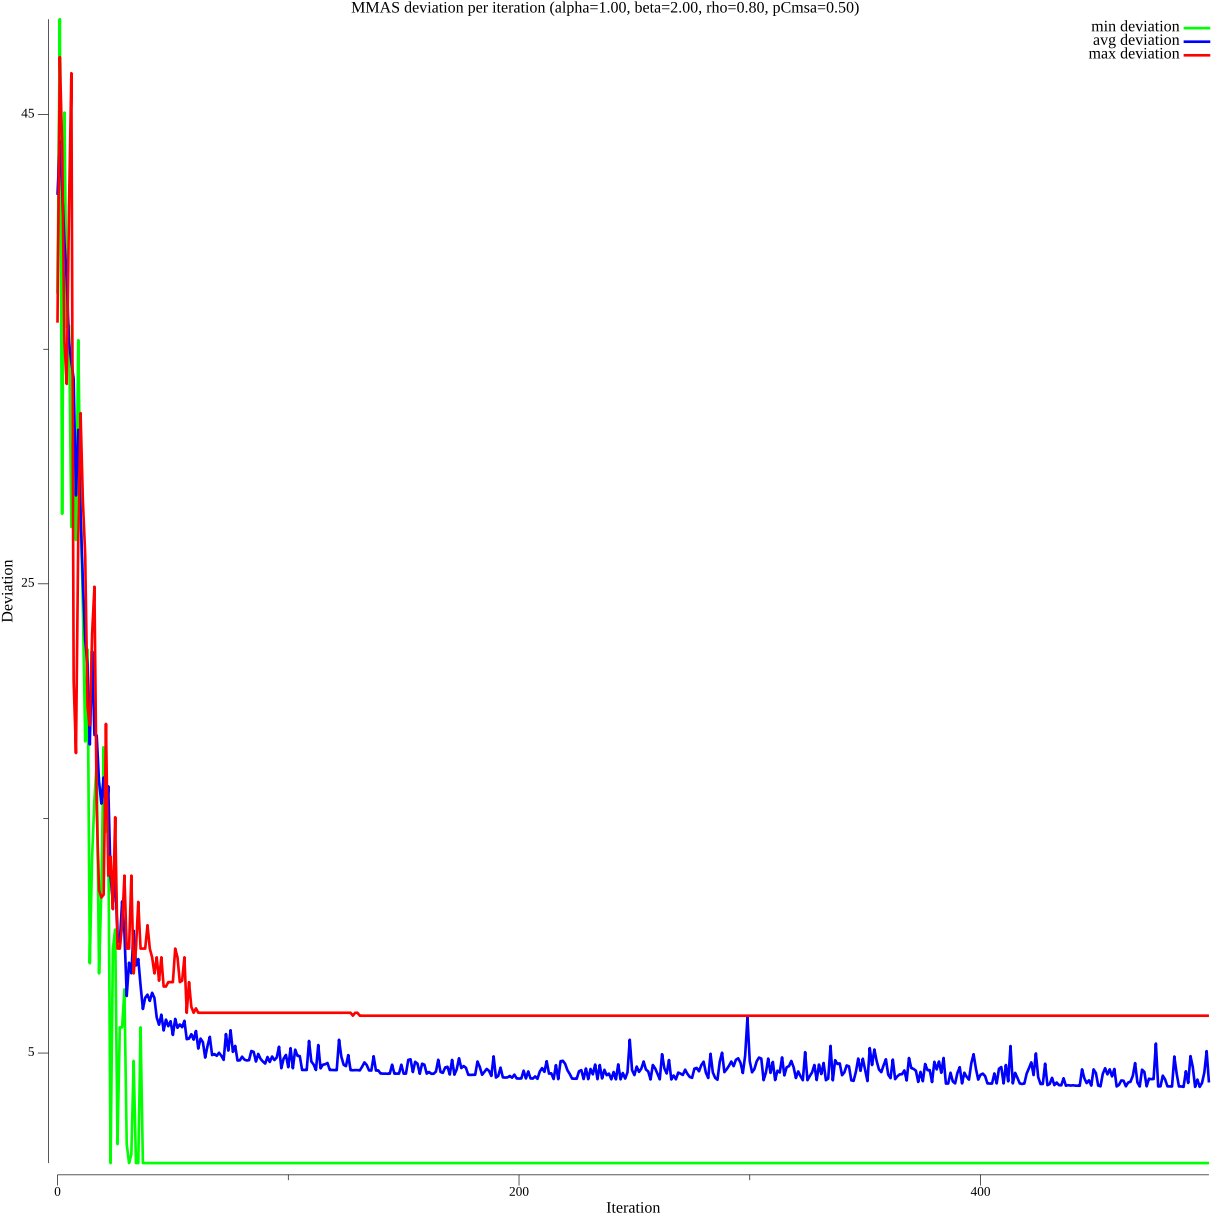 MMAS deviation per iteration (alpha=1.00, beta=2.00, rho=0.80, pCmsa=0.50)
min deviation
avg deviation
max deviation
45
25
5
Deviation
0
200
400
Iteration